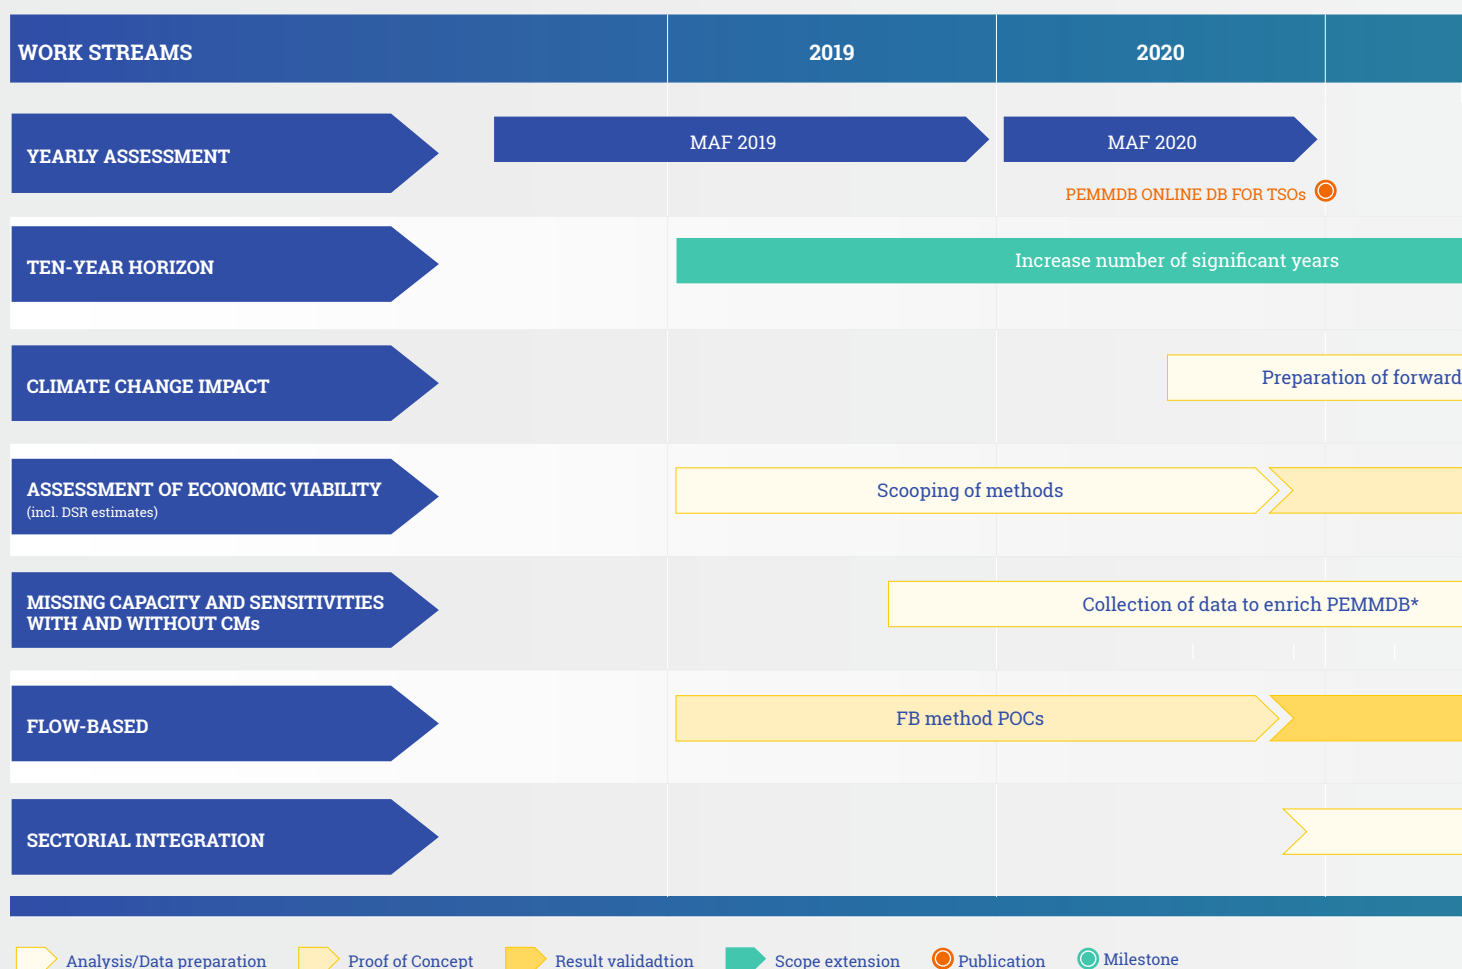 WORK STREAMS
2019
2020
YEARLY ASSESSMENT
MAF 2019
MAF 2020
PEMMDB ONLINE DB FOR TSOs
TEN-YEAR HORIZON
Increase number of significant years
CLIMATE CHANGE IMPACT
Preparation of forward
ASSESSMENT OF ECONOMIC VIABILITY
(incl. DSR estimates)
Scooping of methods
MISSING CAPACITY AND SENSITIVITIES
WITH AND WITHOUT CMs
Collection of data to enrich PEMMDB*
FLOW-BASED
FB method POCs
SECTORIAL INTEGRATION
Analysis/Data preparation
Proof of Concept
Result validadtion
Scope extension
Publication
Milestone